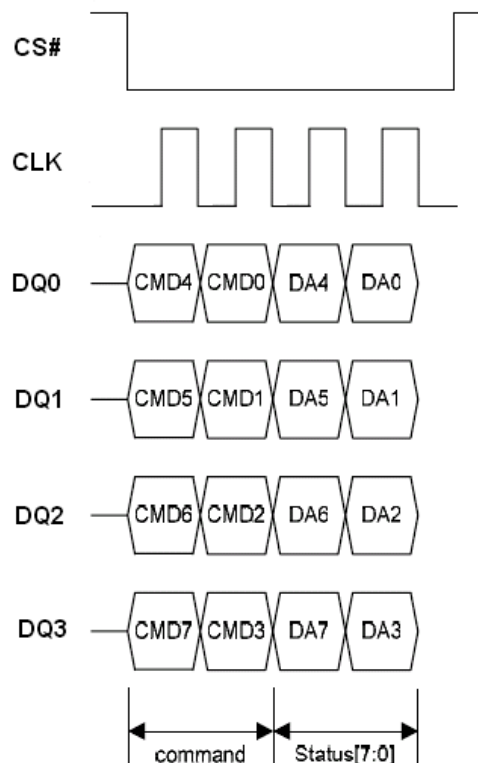 CS#
CLK
DQ0 CMD4 CMD0 DA4 DA0
DQ1 CMD5 CMD1 DA5 DA1
DQ2 CMD6 CMD2 DA6 DA2
DQ3 CMD7 CMD3 DA7 DA3
command Status[7:0]